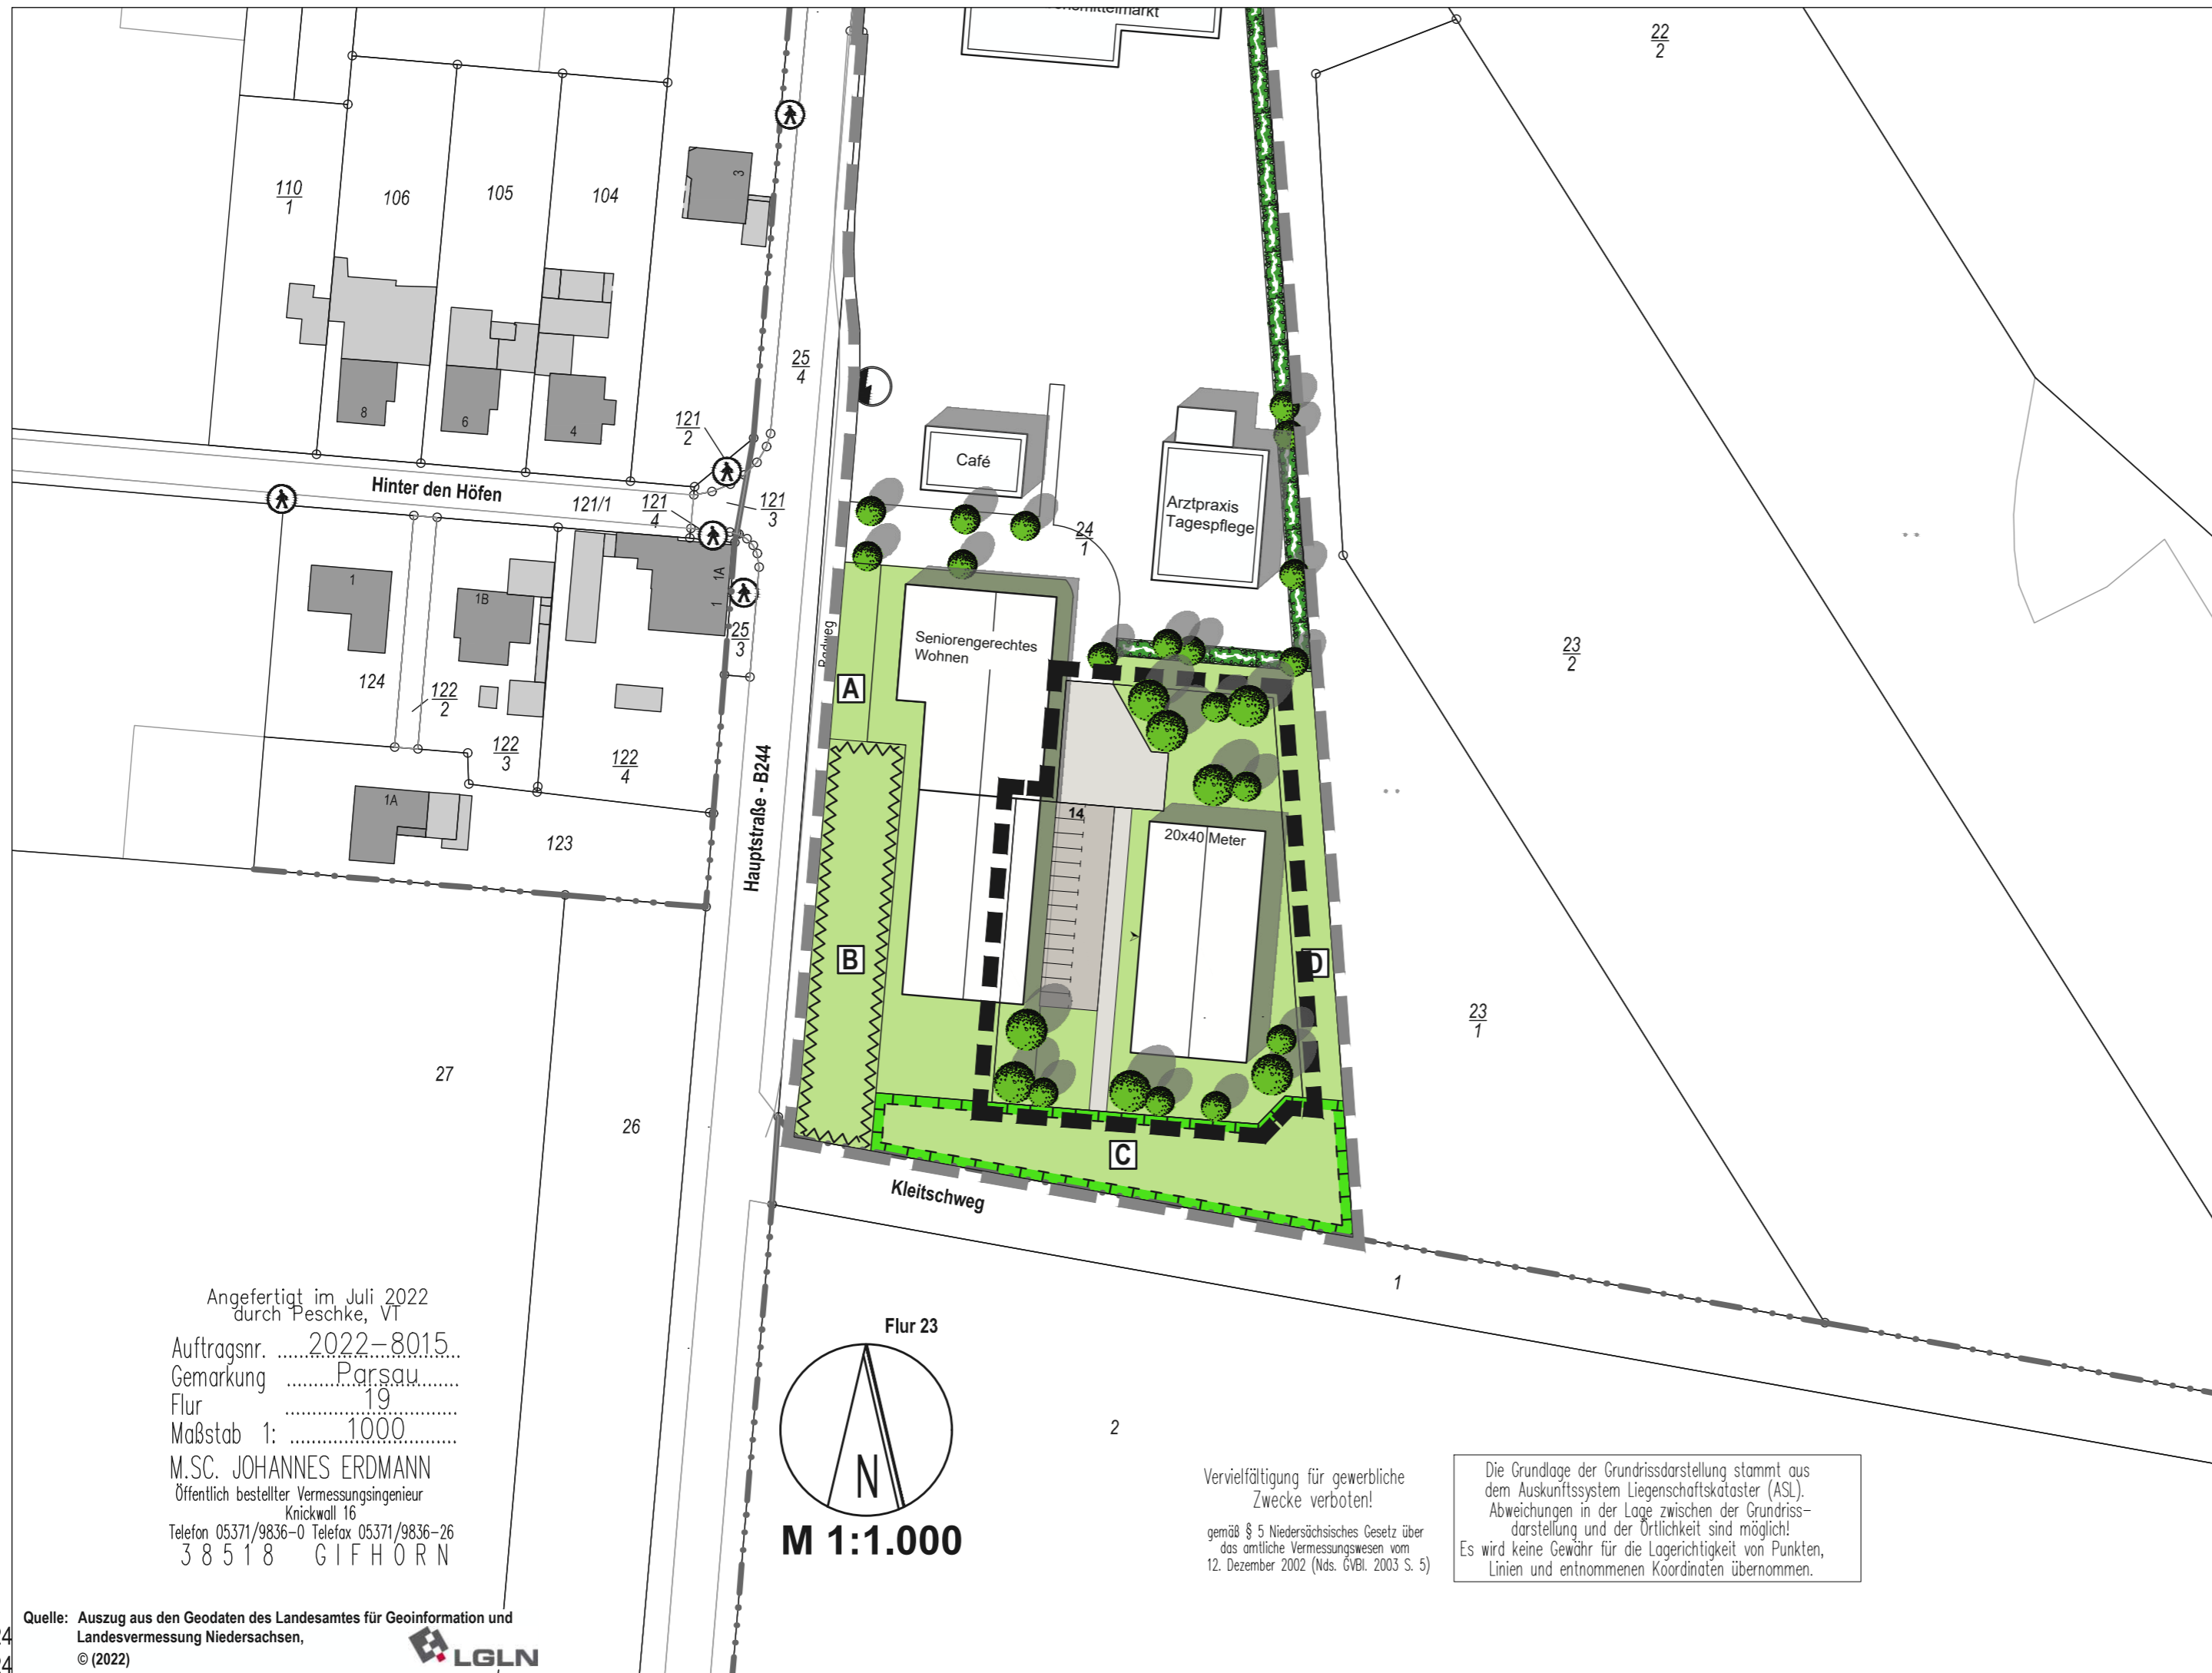 22
2
110
1
106
105
104
3
8
6
4
25
4
121
2
Hinter den Höfen
121/1
121
4
121
3
Café
Arztpraxis
Tagespflege
24
1
1
1B
1
1A
25
3
124
122
2
122
3
122
4
1A
123
Radweg
Hauptstraße - B244
Seniorengerechtes
Wohnen
A
B
14
20x40 Meter
D
C
23
2
23
1
27
26
Kleitschweg
1
Flur 23
N
M 1:1.000
2
Angefertigt im Juli 2022
durch Peschke, VT
Auftragsnr. 2022-8015
Gemarkung Parsau
Flur 19
Maßstab 1: 1000
M.SC. JOHANNES ERDMANN
Öffentlich bestellter Vermessungsingenieur
Knickwall 16
Telefon 05371/9836-0 Telefax 05371/9836-26
38518 GIFHORN
Vervielfältigung für gewerbliche
Zwecke verboten!
gemäß § 5 Niedersächsisches Gesetz über
das amtliche Vermessungswesen vom
12. Dezember 2002 (Nds. GVBl. 2003 S. 5)
Die Grundlage der Grundrissdarstellung stammt aus
dem Auskunftssystem Liegenschaftskataster (ASL).
Abweichungen in der Lage zwischen der Grundriss-
darstellung und der Örtlichkeit sind möglich!
Es wird keine Gewähr für die Lagerichtigkeit von Punkten,
Linien und entnommenen Koordinaten übernommen.
Quelle: Auszug aus den Geodaten des Landesamtes für Geoinformation und
Landesvermessung Niedersachsen,
© (2022)
LGLN